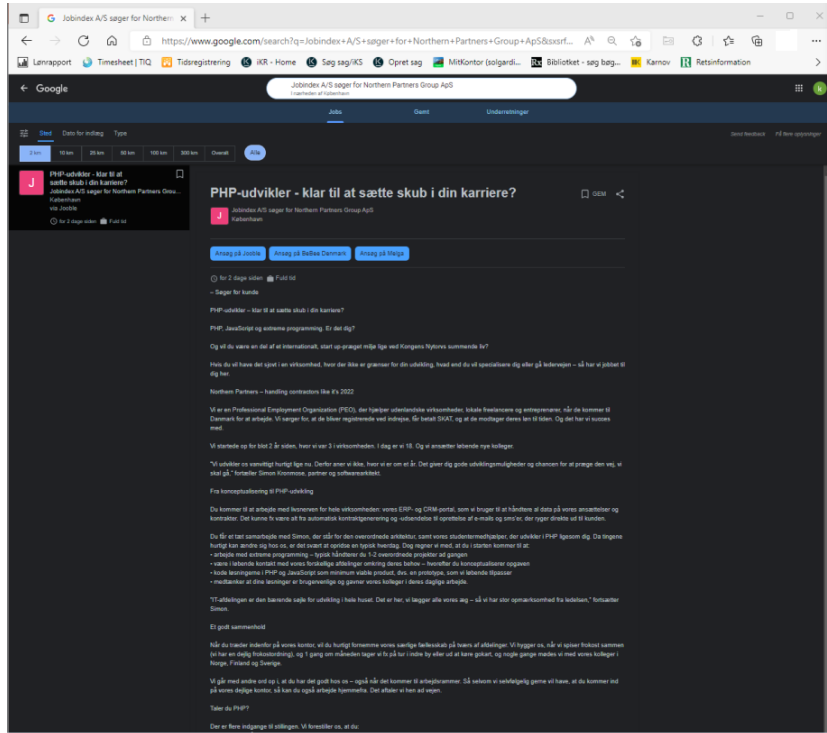 Jobindex A/S søger for Northern
https://www.google.com/search?q=Jobindex+A/S+søger+for+Northern+Partners+Group+ApS&sxsrf...
Lønrapport Timesheet | TIQ Tidsregistrering iKR - Home Søg sag/iKS Opret sag MitKontor (solgardi... Bibliotket - søg bøg... Karnov Retsinformation
Google
Jobindex A/S søger for Northern Partners Group ApS
I nærheden af København
Jobs Gemt Underretninger
Sted Dato for indlæg Type
Send feedback Få flere oplysninger
2 km 10 km 25 km 50 km 100 km 300 km Overalt Alle
PHP-udvikler - klar til at
sætte skub i din karriere?
Jobindex A/S søger for Northern Partners Grou...
København
via Jooble
for 2 dage siden Fuld tid
PHP-udvikler - klar til at sætte skub i din karriere?
GEM
Jobindex A/S søger for Northern Partners Group ApS
København
Ansøg på Jooble Ansøg på BeBee Danmark Ansøg på Melga
for 2 dage siden Fuld tid
– Søger for kunde
PHP-udvikler – klar til at sætte skub i din karriere?
PHP, JavaScript og extreme programming. Er det dig?
Og vil du være en del af et internationalt, start up-præget miljø lige ved Kongens Nytorvs summende liv?
Hvis du vil have det sjovt i en virksomhed, hvor der ikke er grænser for din udvikling, hvad end du vil specialisere dig eller gå ledervejen – så har vi jobbet til
dig her.
Northern Partners – handling contractors like it's 2022
Vi er en Professional Employment Organization (PEO), der hjælper udenlandske virksomheder, lokale freelancere og entreprenører, når de kommer til
Danmark for at arbejde. Vi sørger for, at de bliver registrerede ved indrejse, får betalt SKAT, og at de modtager deres løn til tiden. Og det har vi succes
med.
Vi startede op for blot 2 år siden, hvor vi var 3 i virksomheden. I dag er vi 18. Og vi ansætter løbende nye kolleger.
"Vi udvikler os vanvittigt hurtigt lige nu. Derfor aner vi ikke, hvor vi er om et år. Det giver dig gode udviklingsmuligheder og chancen for at præge den vej, vi
skal gå," fortæller Simon Kronmose, partner og softwarearkitekt.
Fra konceptualisering til PHP-udvikling
Du kommer til at arbejde med livsnerven for hele virksomheden: vores ERP- og CRM-portal, som vi bruger til at håndtere al data på vores ansættelser og
kontrakter. Det kunne fx være alt fra automatisk kontraktgenerering og -udsendelse til oprettelse af e-mails og sms'er, der ryger direkte ud til kunden.
Du får et tæt samarbejde med Simon, der står for den overordnede arkitektur, samt vores studentermedhjælper, der udvikler i PHP ligesom dig. Da tingene
hurtigt kan ændre sig hos os, er det svært at opridse en typisk hverdag. Dog regner vi med, at du i starten kommer til at:
• arbejde med extreme programming – typisk håndterer du 1-2 overordnede projekter ad gangen
• være i løbende kontakt med vores forskellige afdelinger omkring deres behov – hvorefter du konceptualiserer opgaven
• kode løsningerne i PHP og JavaScript som minimum viable product, dvs. en prototype, som vi løbende tilpasser
• medtænker at dine løsninger er brugervenlige og gavner vores kolleger i deres daglige arbejde.
"IT-afdelingen er den bærende søjle for udvikling i hele huset. Det er her, vi lægger alle vores æg – så vi har stor opmærksomhed fra ledelsen," fortsætter
Simon.
Et godt sammenhold
Når du træder indenfor på vores kontor, vil du hurtigt fornemme vores særlige fællesskab på tværs af afdelinger. Vi hygger os, når vi spiser frokost sammen
(vi har en dejlig frokostordning), og 1 gang om måneden tager vi fx på tur i indre by eller ud at køre gokart, og nogle gange mødes vi med vores kolleger i
Norge, Finland og Sverige.
Vi går med andre ord op i, at du har det godt hos os – også når det kommer til arbejdsrammer. Så selvom vi selvfølgelig gerne vil have, at du kommer ind
på vores dejlige kontor, så kan du også arbejde hjemmefra. Det aftaler vi hen ad vejen.
Taler du PHP?
Der er flere indgange til stillingen. Vi forestiller os, at du: